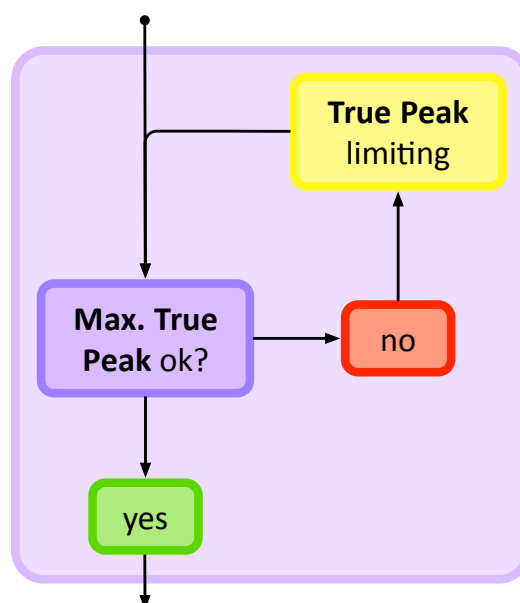 True Peak
limiting
Max. True
Peak ok?
no
yes